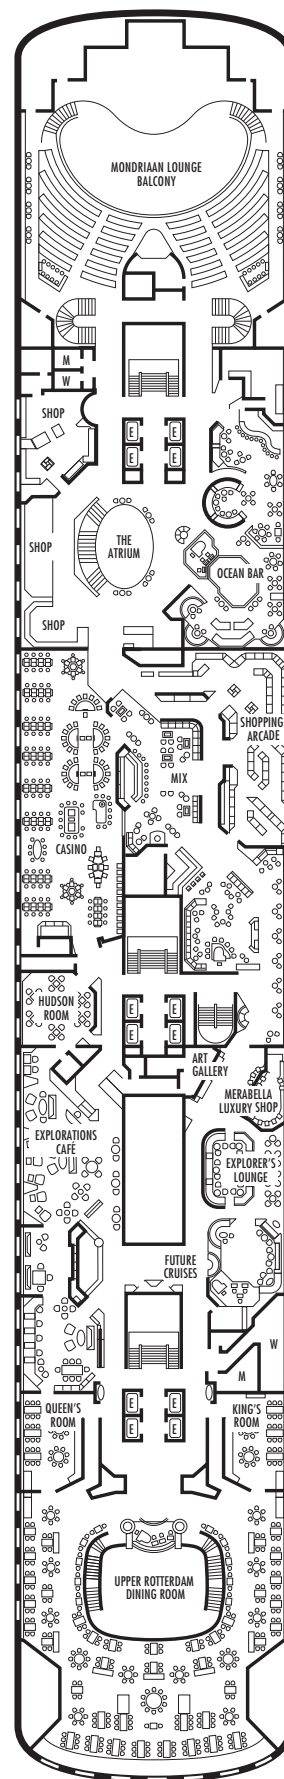 MONDRIAAN LOUNGE
BALCONY
M
W
SHOP
E
E
E
E
SHOP
THE
ATRIUM
OCEAN BAR
SHOP
SHOPPING
ARCADE
MIX
CASINO
HUDSON
ROOM
E
E
E
E
ART
GALLERY
MERABELLA
LUXURY SHOP
EXPLORATIONS
CAFÉ
EXPLORER'S
LOUNGE
FUTURE
CRUISES
W
M
QUEEN'S
ROOM
E
E
E
E
KING'S
ROOM
UPPER ROTTERDAM
DINING ROOM